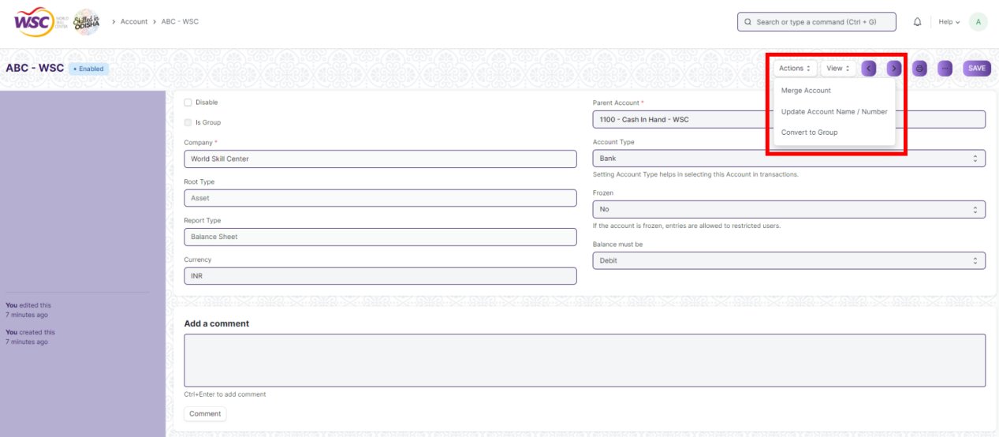 WSC WORLD SKILL CENTER Skilled in ODISHA > Account > ABC - WSC Search or type a command (Ctrl + G) Help A
ABC - WSC • Enabled Actions View ... SAVE
Merge Account
Update Account Name / Number
Convert to Group
Disable
Is Group
Company *
World Skill Center
Root Type
Asset
Report Type
Balance Sheet
Currency
INR
Parent Account *
1100 - Cash In Hand - WSC
Account Type
Bank
Setting Account Type helps in selecting this Account in transactions.
Frozen
No
If the account is frozen, entries are allowed to restricted users.
Balance must be
Debit
You edited this
7 minutes ago
You created this
7 minutes ago
Add a comment
Ctrl+Enter to add comment
Comment